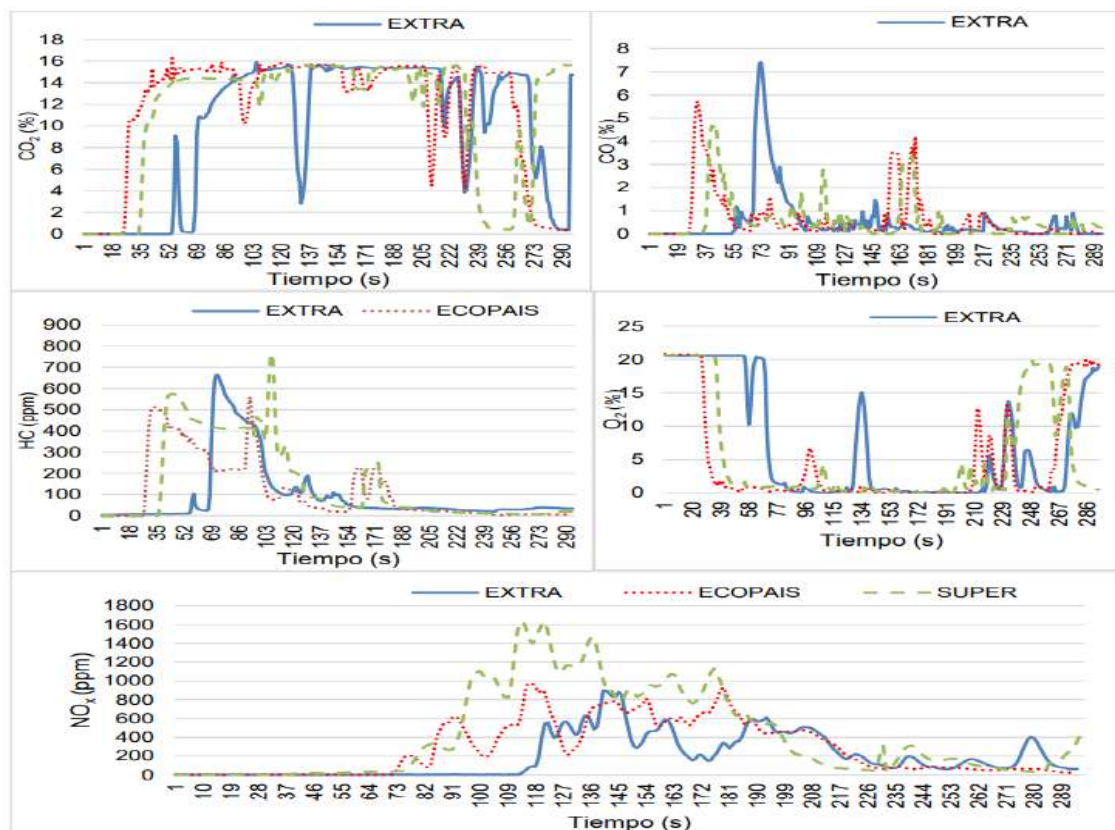 EXTRA
18
16
14
12
10
8
6
4
2
0
CO₂ (%)
1 18 35 52 69 86 103 120 137 154 171 188 205 222 239 256 273 290
Tiempo (s)
EXTRA
8
7
6
5
4
3
2
1
0
CO (%)
1 19 37 55 73 91 109 127 145 163 181 199 217 235 253 271 289
Tiempo (s)
EXTRA ECOPAIS
900
800
700
600
500
400
300
200
100
0
HC (ppm)
1 18 35 52 69 86 103 120 137 154 171 188 205 222 239 256 273 290
Tiempo (s)
EXTRA
25
20
15
10
5
0
O₂ (%)
1 20 39 58 77 96 115 134 153 172 191 210 229 248 267 286
Tiempo (s)
EXTRA ECOPAIS SUPER
1800
1600
1400
1200
1000
800
600
400
200
0
NOₓ (ppm)
1 10 19 28 37 46 55 64 73 82 91 100 109 118 127 136 145 154 163 172 181 190 199 208 217 226 235 244 253 262 271 280 289
Tiempo (s)